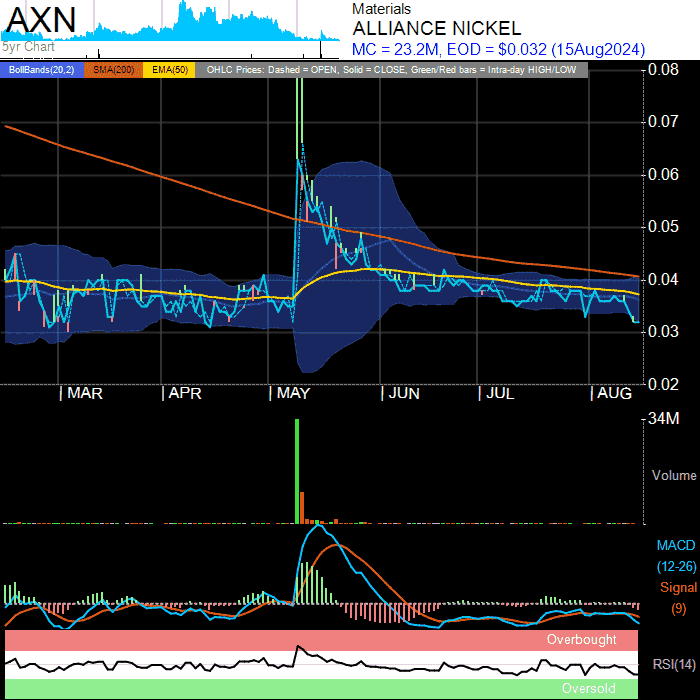 AXN
5yr Chart
Materials
ALLIANCE NICKEL
MC = 23.2M, EOD = $0.032 (15Aug2024)
BollBands(20,2) SMA(200) EMA(50) OHLC Prices: Dashed = OPEN, Solid = CLOSE, Green/Red bars = Intra-day HIGH/LOW
0.08
0.07
0.06
0.05
0.04
0.03
0.02
MAR APR MAY JUN JUL AUG
34M
Volume
MACD
(12-26)
Signal
(9)
Overbought
RSI(14)
Oversold